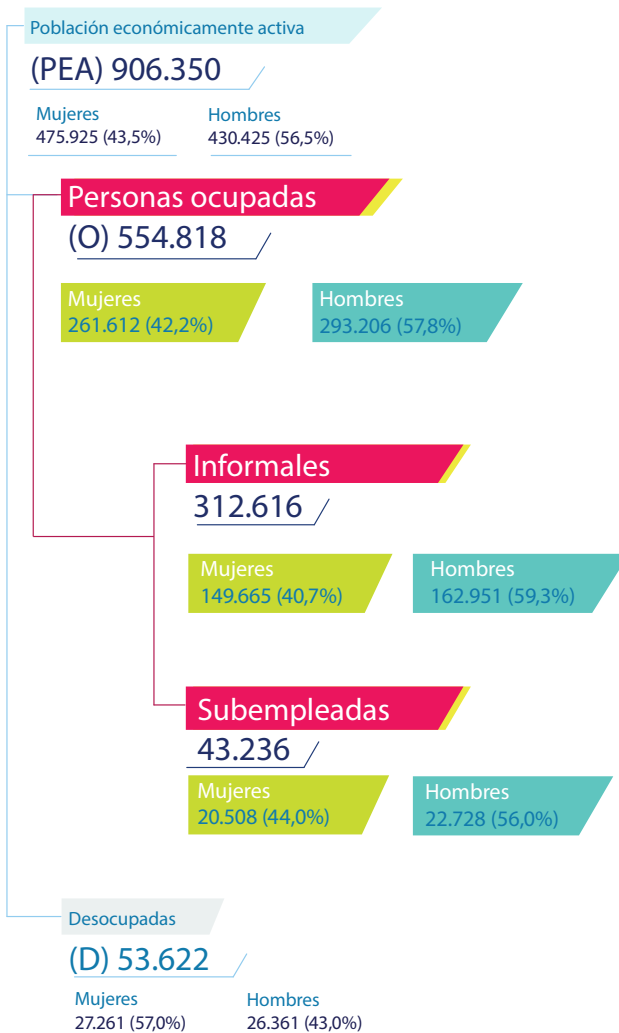 Población económicamente activa
(PEA) 906.350
Mujeres
475.925 (43,5%)
Hombres
430.425 (56,5%)
Personas ocupadas
(O) 554.818
Mujeres
261.612 (42,2%)
Hombres
293.206 (57,8%)
Informales
312.616
Mujeres
149.665 (40,7%)
Hombres
162.951 (59,3%)
Subempleadas
43.236
Mujeres
20.508 (44,0%)
Hombres
22.728 (56,0%)
Desocupadas
(D) 53.622
Mujeres
27.261 (57,0%)
Hombres
26.361 (43,0%)